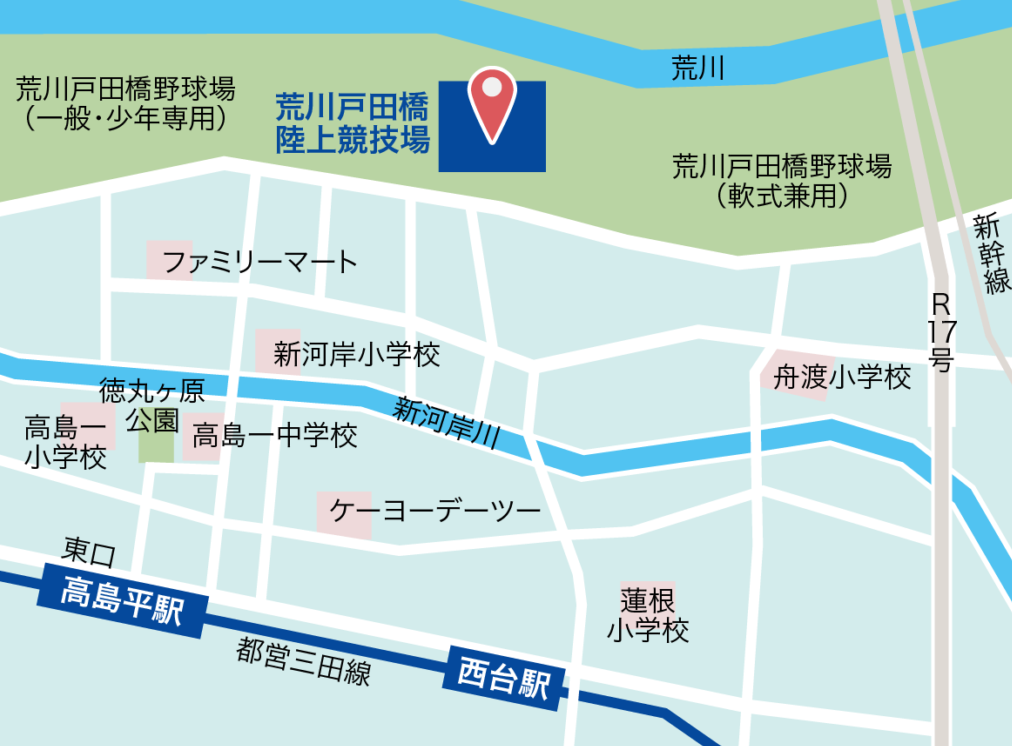 荒川
荒川戸田橋野球場
（一般・少年専用）
荒川戸田橋
陸上競技場
荒川戸田橋野球場
（軟式兼用）
新幹線
R
17
号
ファミリーマート
新河岸小学校
舟渡小学校
徳丸ヶ原
公園
新河岸川
高島一
小学校
高島一中学校
ケーヨーデーツー
東口
高島平駅
蓮根
小学校
都営三田線
西台駅